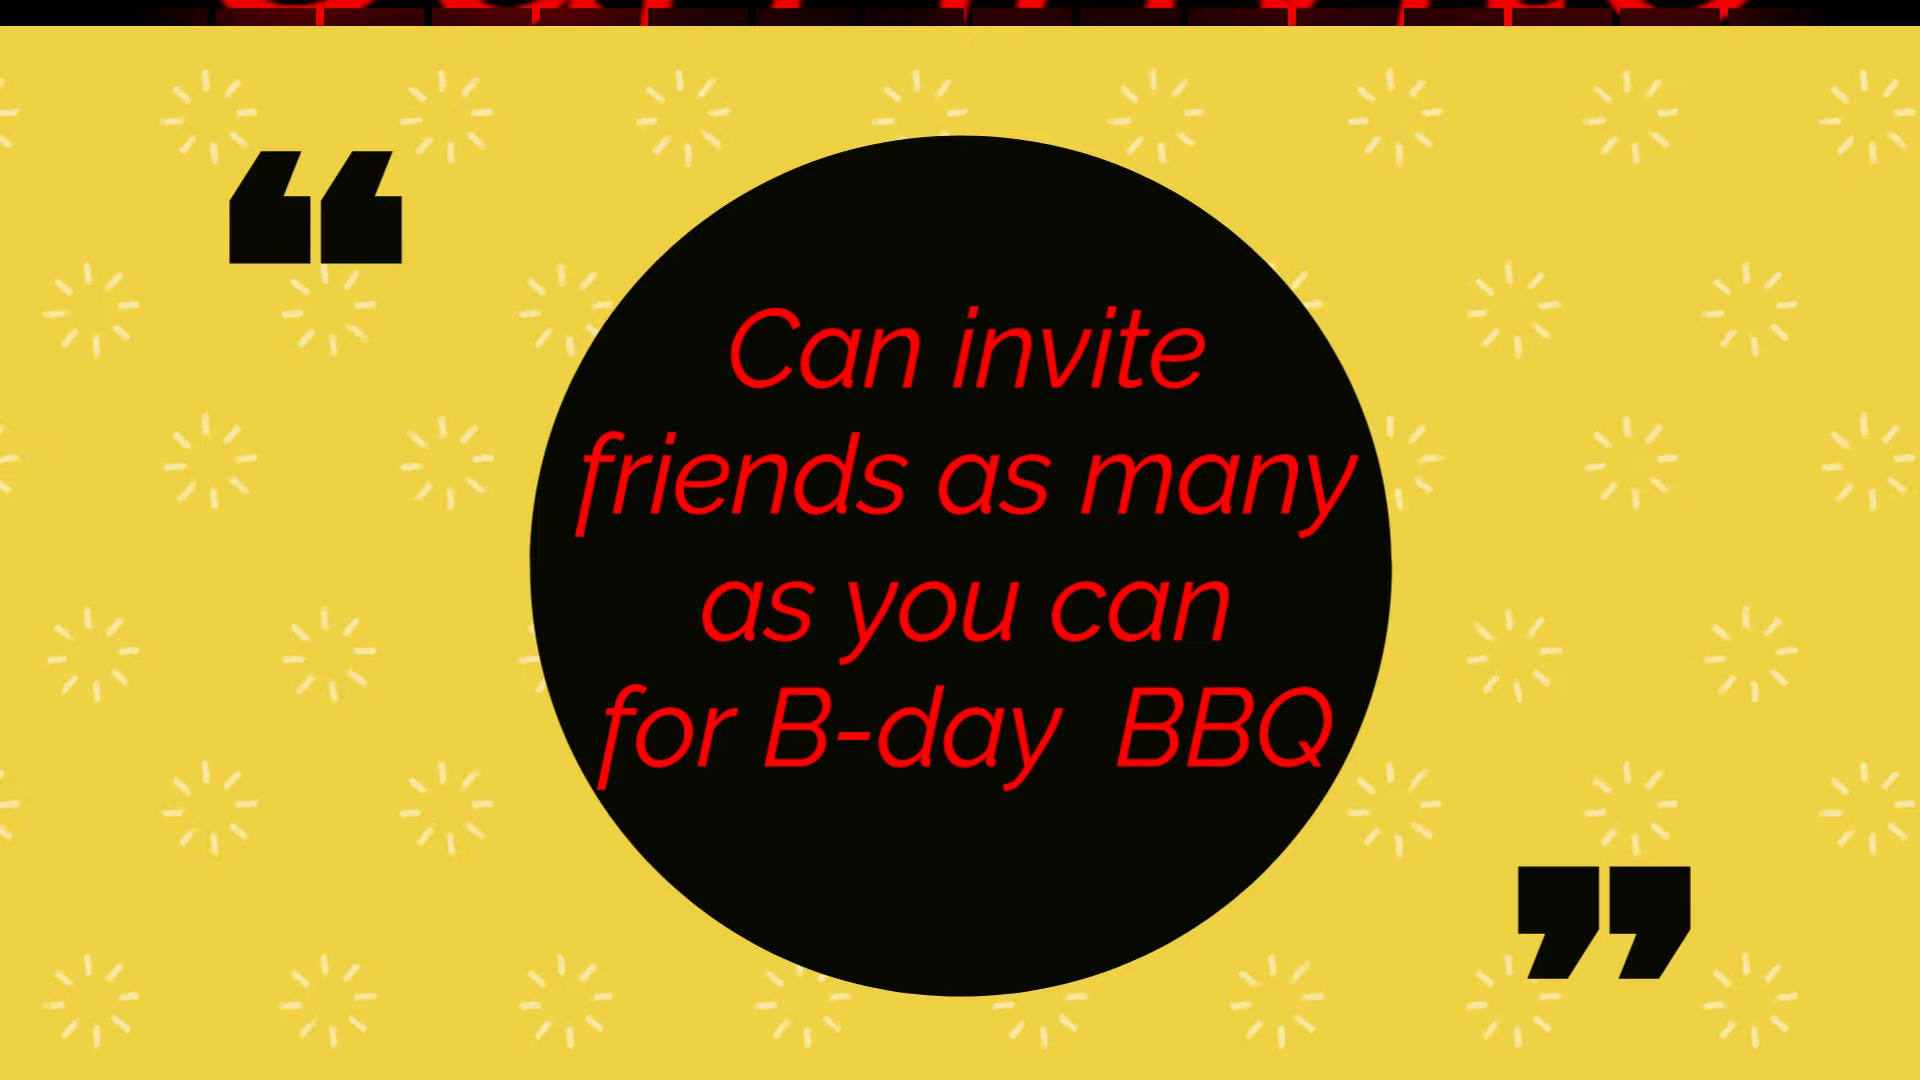 Can invite
friends as many
as you can
for B-day BBQ